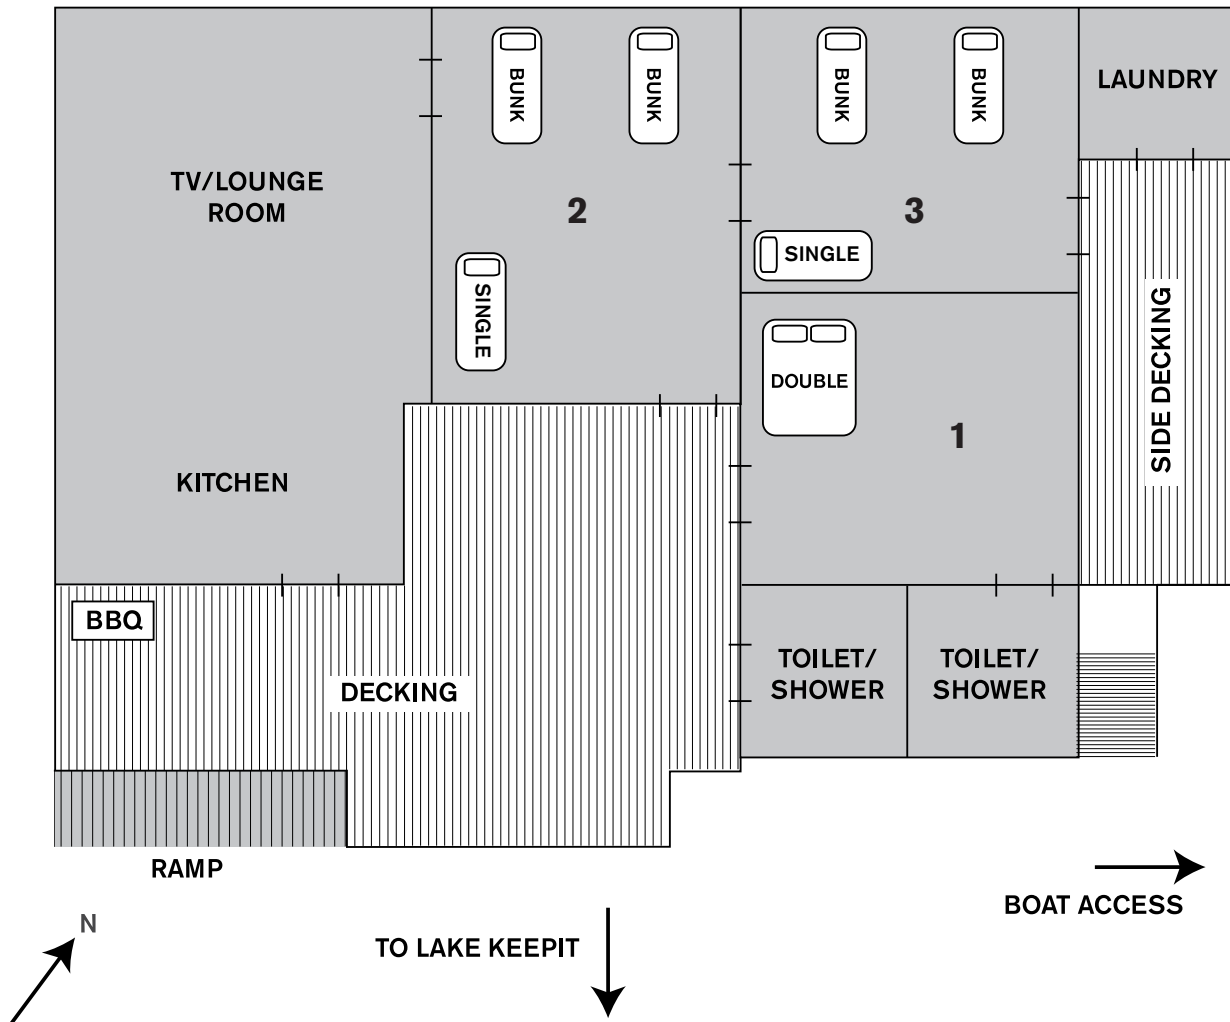 BUNK
BUNK
BUNK
BUNK
LAUNDRY
TV/LOUNGE
ROOM
2
3
SINGLE
SINGLE
DOUBLE
1
SIDE DECKING
KITCHEN
BBQ
DECKING
TOILET/
SHOWER
TOILET/
SHOWER
RAMP
BOAT ACCESS
N
TO LAKE KEEPIT